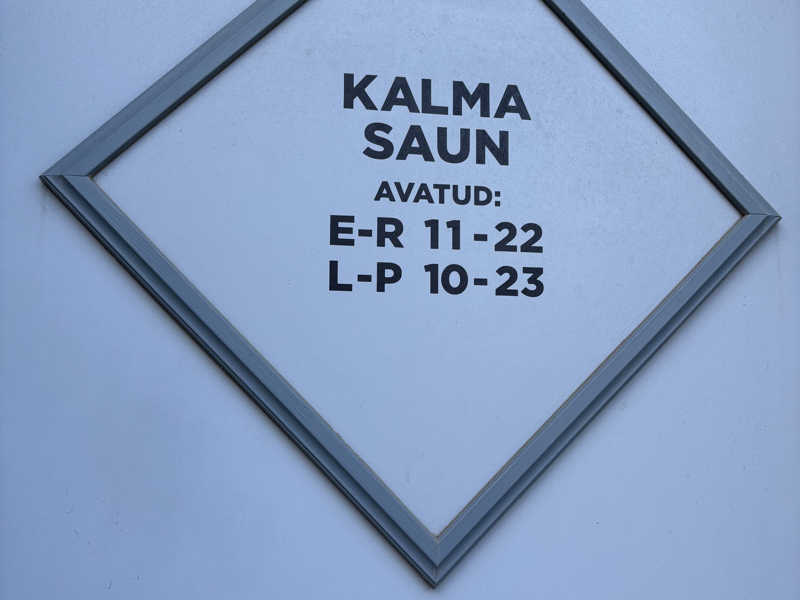 KALMA
SAUN
AVATUD:
E-R 11-22
L-P 10-23